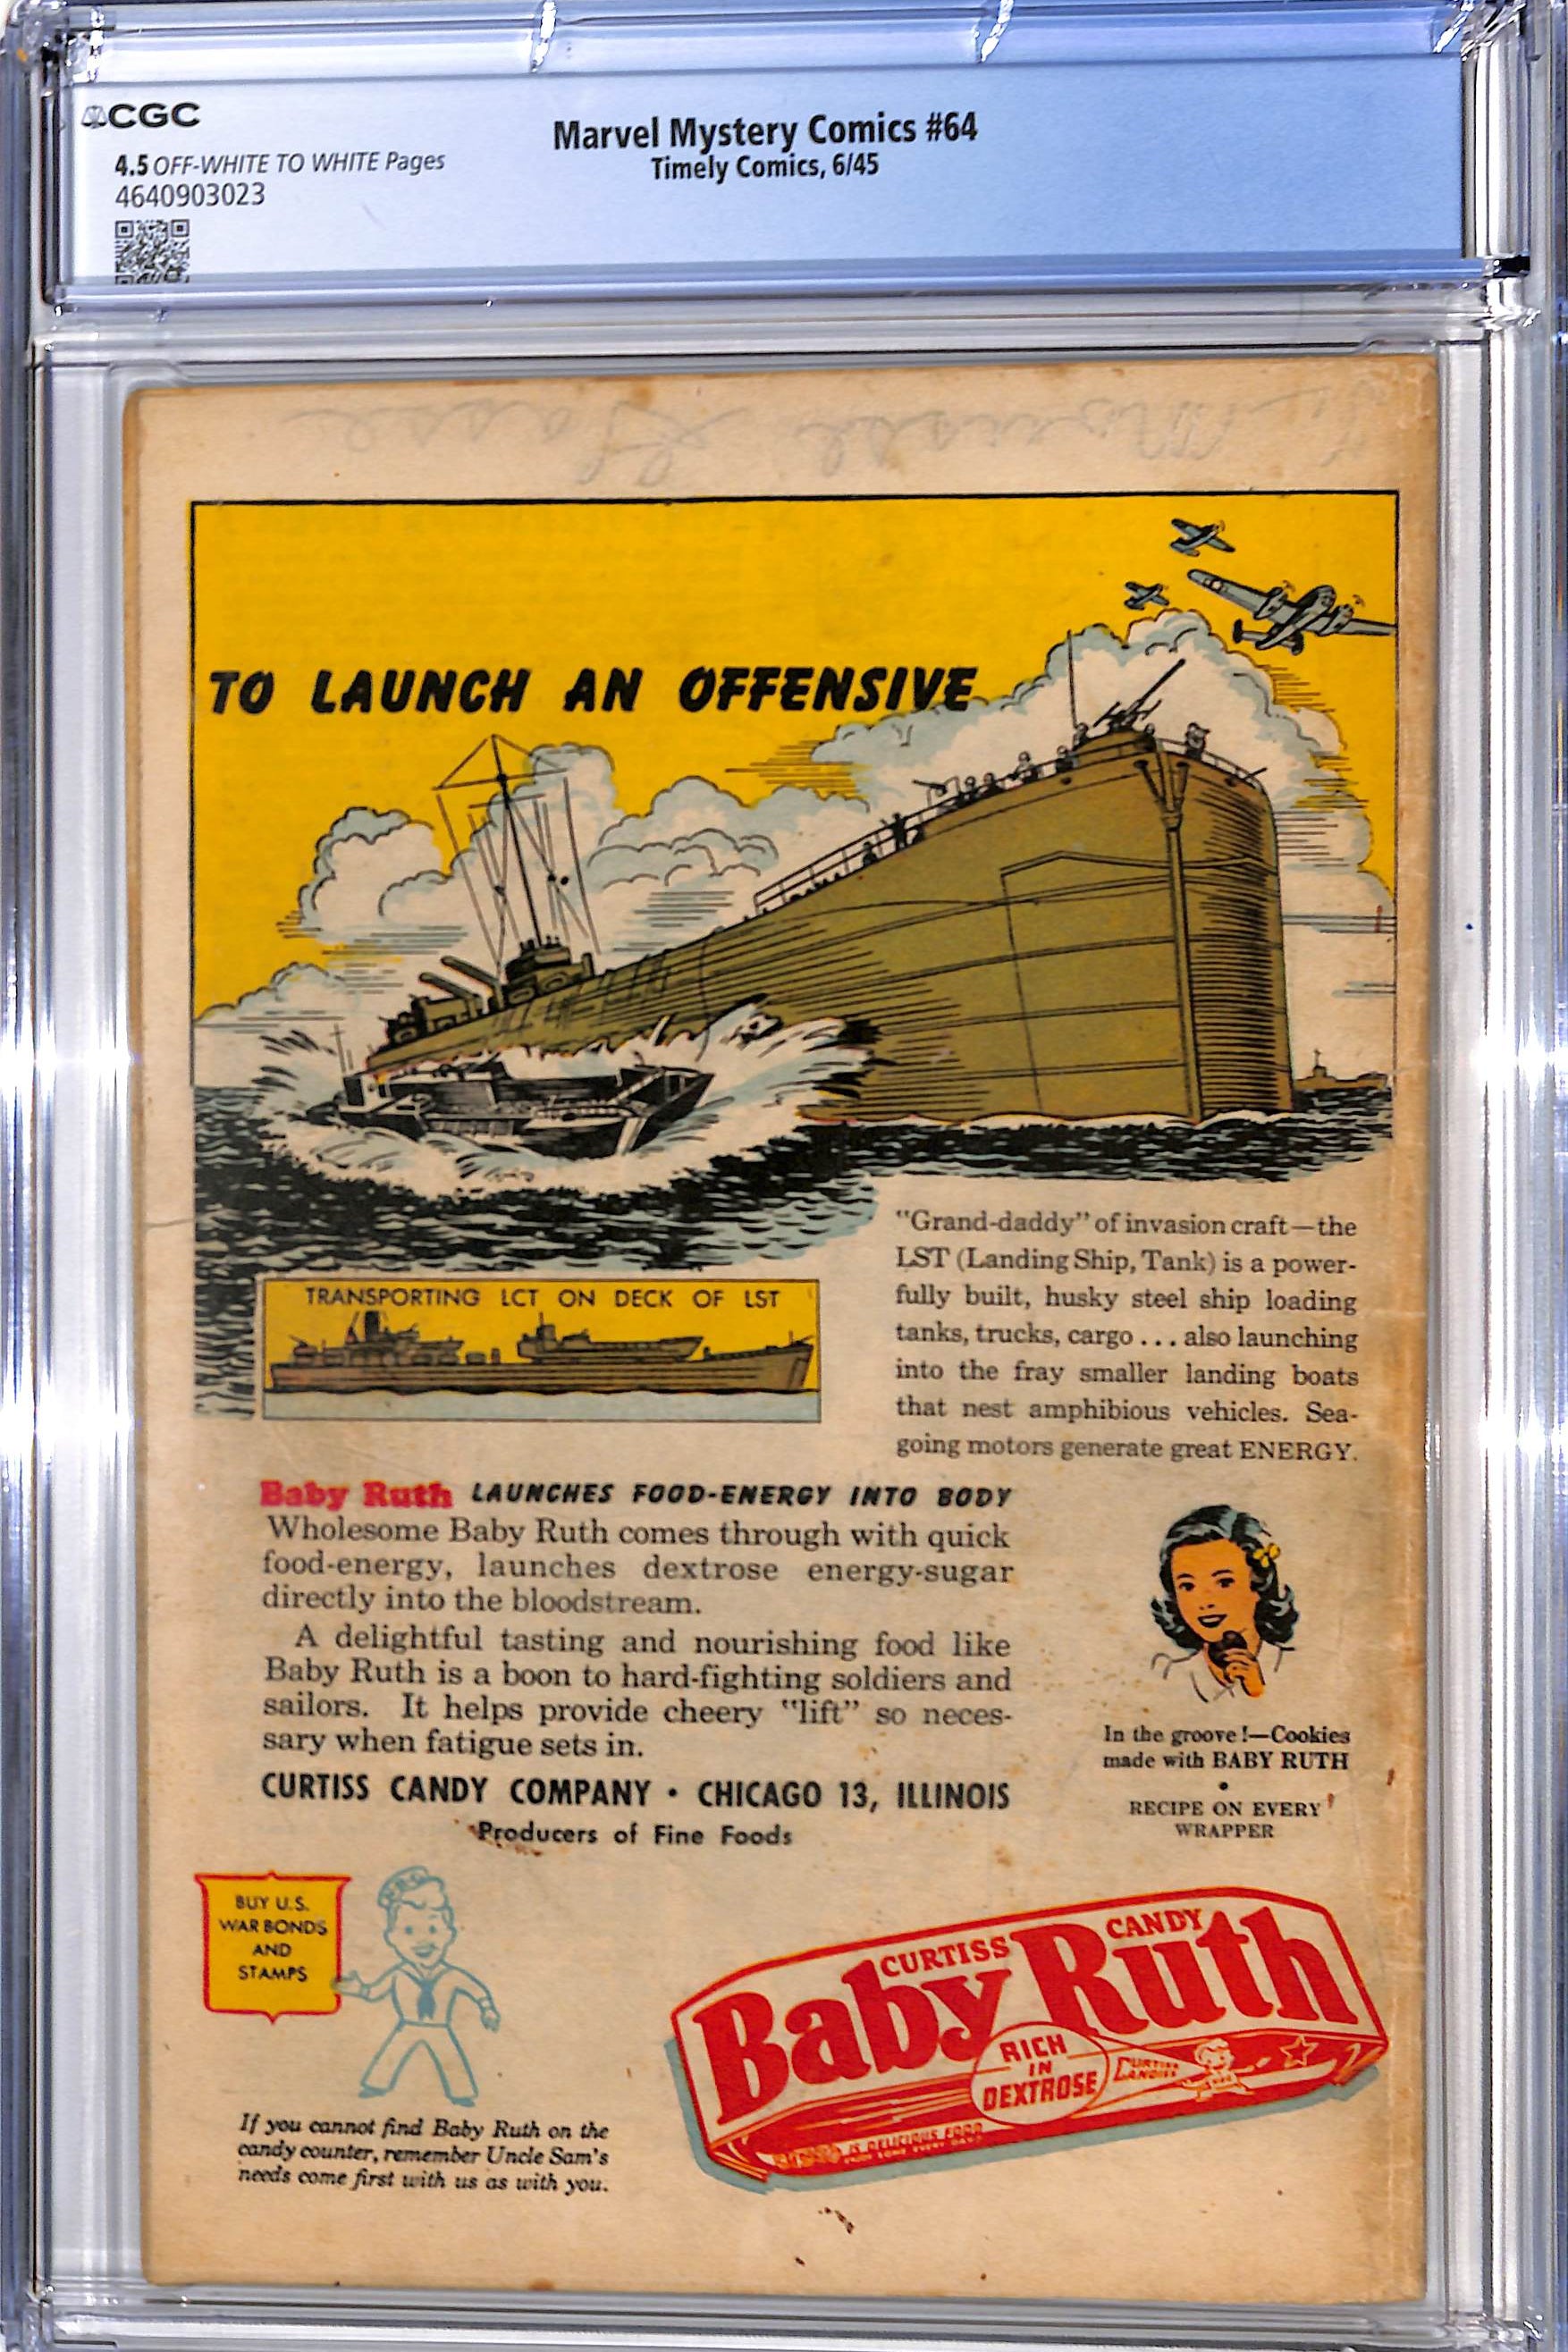 CGC
4.5 OFF-WHITE TO WHITE Pages
4640903023
Marvel Mystery Comics #64
Timely Comics, 6/45
TO LAUNCH AN OFFENSIVE
"Grand-daddy" of invasion craft—the
LST (Landing Ship, Tank) is a power-
fully built, husky steel ship loading
tanks, trucks, cargo . . . also launching
into the fray smaller landing boats
that nest amphibious vehicles. Sea-
going motors generate great ENERGY.
TRANSPORTING LCT ON DECK OF LST
Baby Ruth LAUNCHES FOOD-ENERGY INTO BODY
Wholesome Baby Ruth comes through with quick
food-energy, launches dextrose energy-sugar
directly into the bloodstream.
A delightful tasting and nourishing food like
Baby Ruth is a boon to hard-fighting soldiers and
sailors. It helps provide cheery "lift" so neces-
sary when fatigue sets in.
CURTISS CANDY COMPANY • CHICAGO 13, ILLINOIS
Producers of Fine Foods
In the groove!—Cookies
made with BABY RUTH
•
RECIPE ON EVERY
WRAPPER
BUY U.S.
WAR BONDS
AND
STAMPS
If you cannot find Baby Ruth on the
candy counter, remember Uncle Sam's
needs come first with us as with you.
CURTISS CANDY
Baby Ruth
RICH
IN
DEXTROSE
CURTISS
CANDIES
IS DELICIOUS FOOD